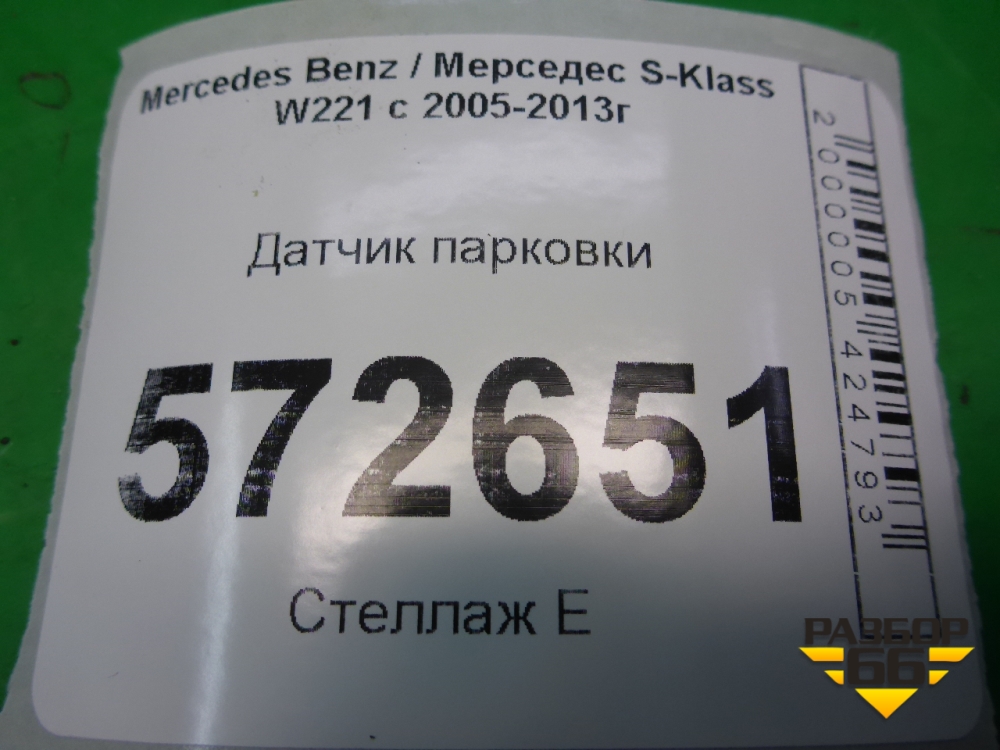 Mercedes Benz / Мерседес S-Klass
W221 с 2005-2013г
Датчик парковки
572651
Стеллаж Е
2000005424793
РАЗБОР
66